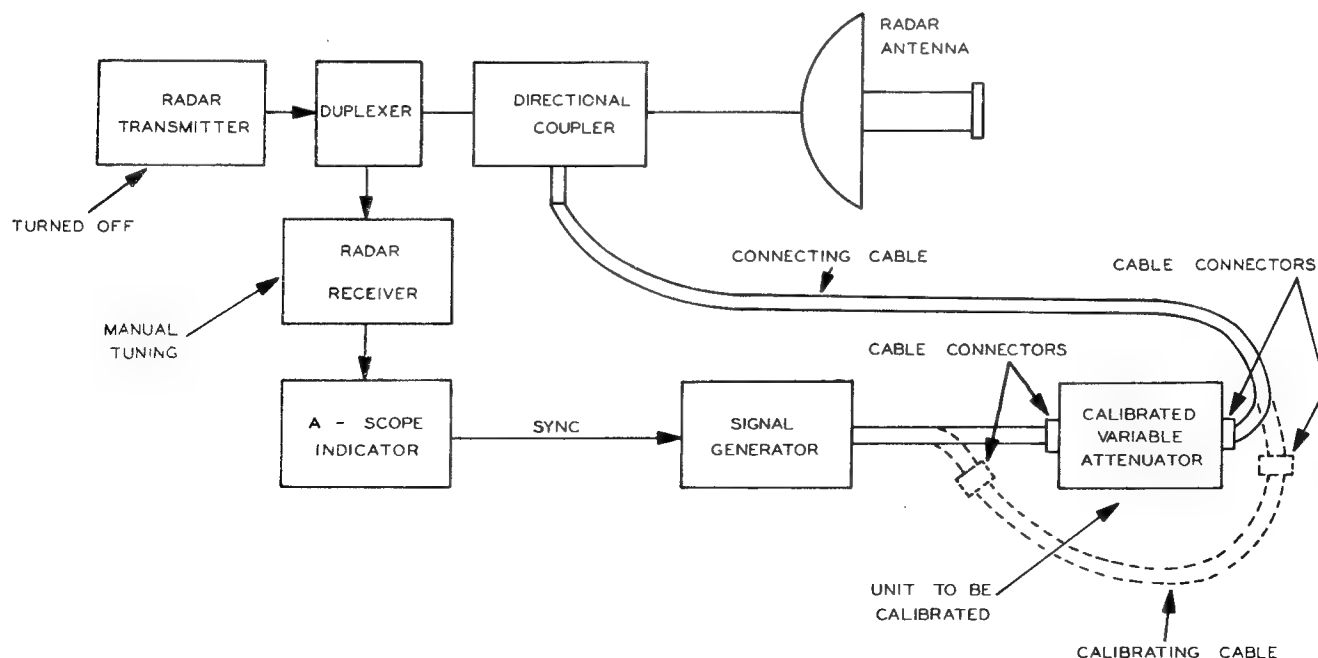 RADAR
ANTENNA
RADAR
TRANSMITTER
DUPLEXER
DIRECTIONAL
COUPLER
TURNED OFF
RADAR
RECEIVER
CONNECTING CABLE
CABLE CONNECTORS
MANUAL
TUNING
CABLE CONNECTORS
A - SCOPE
INDICATOR
SYNC
SIGNAL
GENERATOR
CALIBRATED
VARIABLE
ATTENUATOR
UNIT TO BE
CALIBRATED
CALIBRATING CABLE